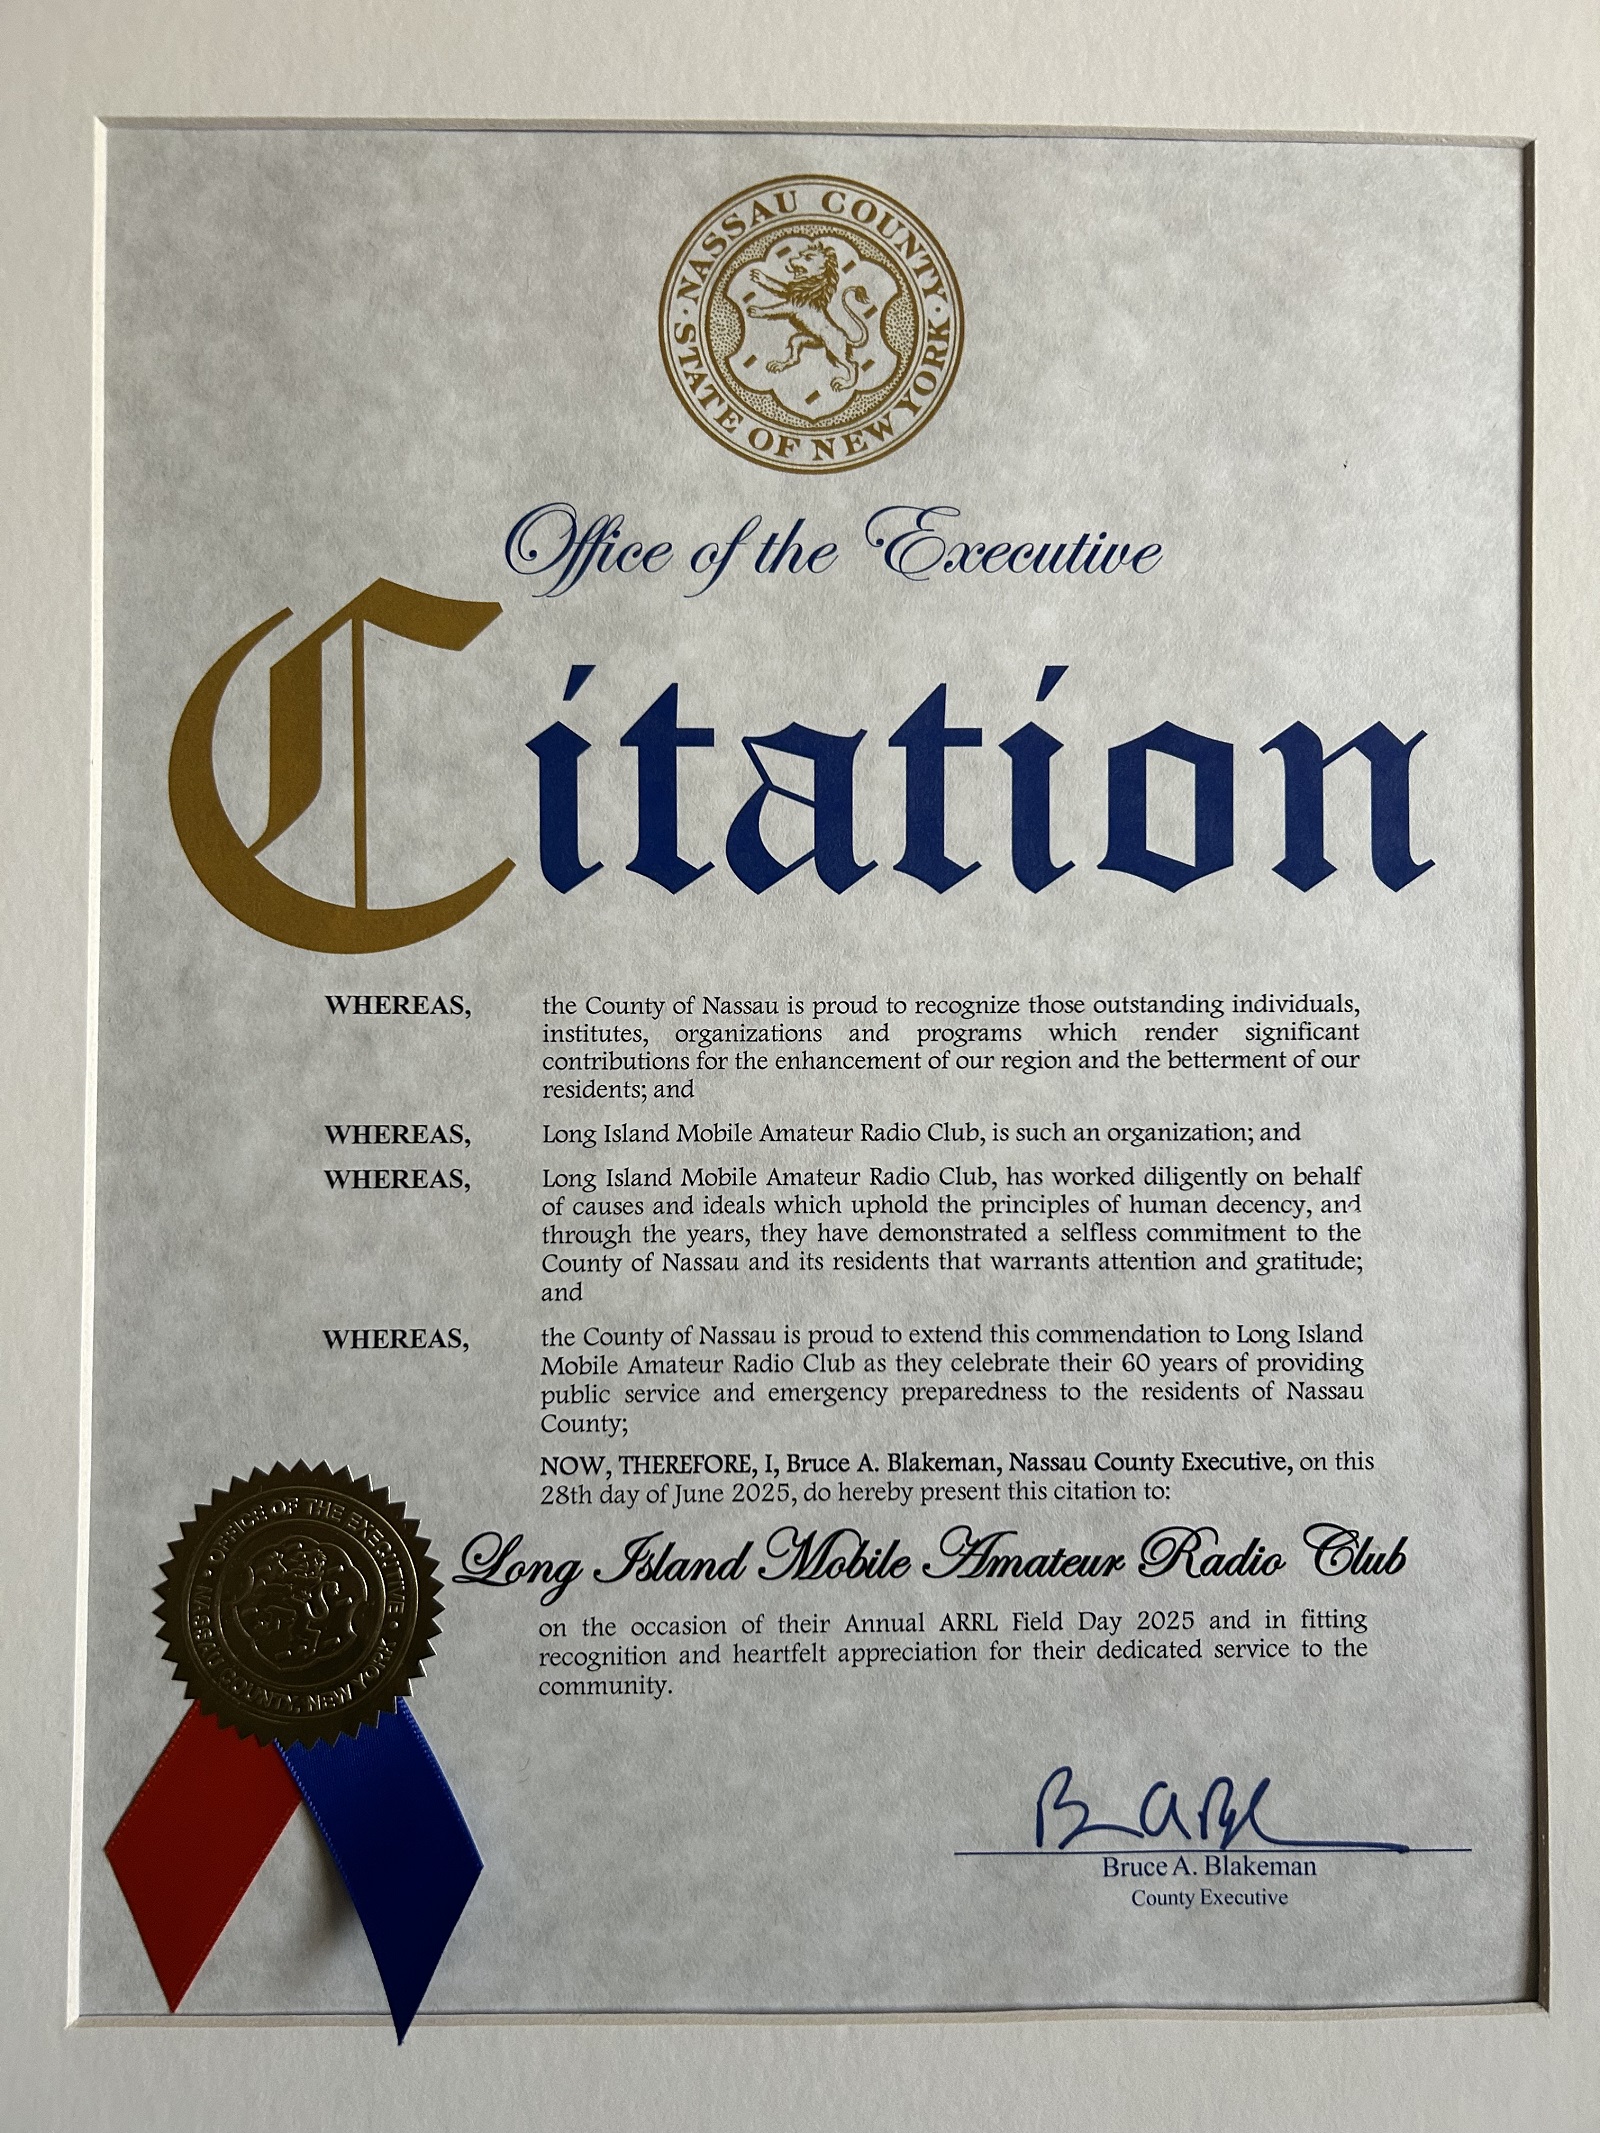 NASSAU COUNTY
STATE OF NEW YORK
Office of the Executive
Citation
WHEREAS, the County of Nassau is proud to recognize those outstanding individuals,
institutes, organizations and programs which render significant
contributions for the enhancement of our region and the betterment of our
residents; and
WHEREAS, Long Island Mobile Amateur Radio Club, is such an organization; and
WHEREAS, Long Island Mobile Amateur Radio Club, has worked diligently on behalf
of causes and ideals which uphold the principles of human decency, and
through the years, they have demonstrated a selfless commitment to the
County of Nassau and its residents that warrants attention and gratitude;
and
WHEREAS, the County of Nassau is proud to extend this commendation to Long Island
Mobile Amateur Radio Club as they celebrate their 60 years of providing
public service and emergency preparedness to the residents of Nassau
County;
NOW, THEREFORE, I, Bruce A. Blakeman, Nassau County Executive, on this
28th day of June 2025, do hereby present this citation to:
Long Island Mobile Amateur Radio Club
on the occasion of their Annual ARRL Field Day 2025 and in fitting
recognition and heartfelt appreciation for their dedicated service to the
community.
OFFICE OF THE EXECUTIVE
NASSAU COUNTY, NEW YORK
Bruce A. Blakeman
County Executive